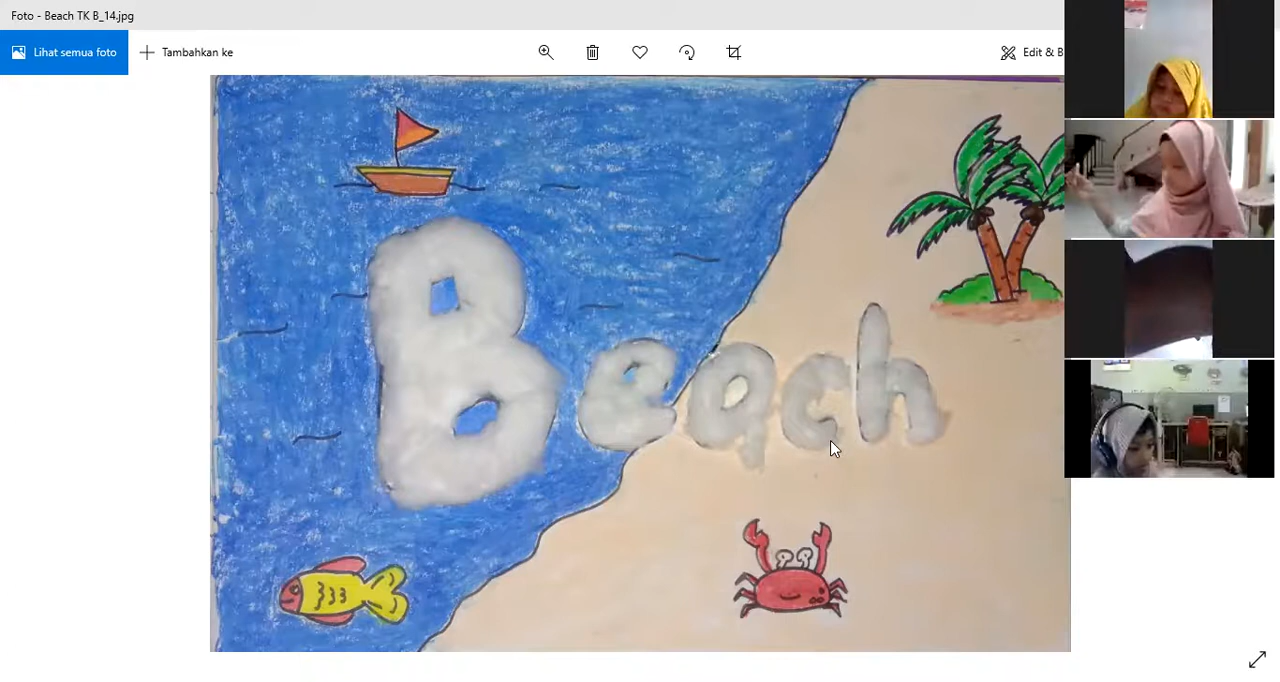 Foto - Beach TK B_14.jpg
Lihat semua foto
Tambahkan ke
Edit & B
Beach